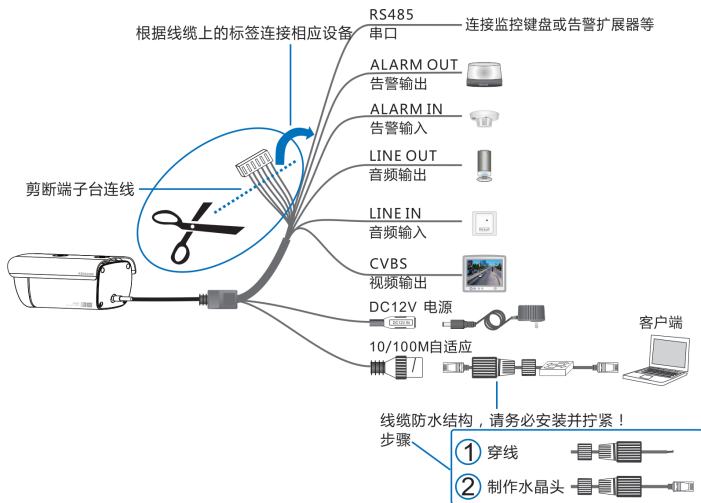 根据线缆上的标签连接相应设备
RS485
串口
连接监控键盘或告警扩展器等
ALARM OUT
告警输出
ALARM IN
告警输入
LINE OUT
音频输出
剪断端子台连线
LINE IN
音频输入
CVBS
视频输出
DC12V 电源
DC12V IN
10/100M自适应
客户端
线缆防水结构，请务必安装并拧紧！
步骤
1 穿线
2 制作水晶头